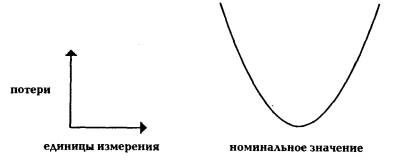 потери
единицы измерения
номинальное значение